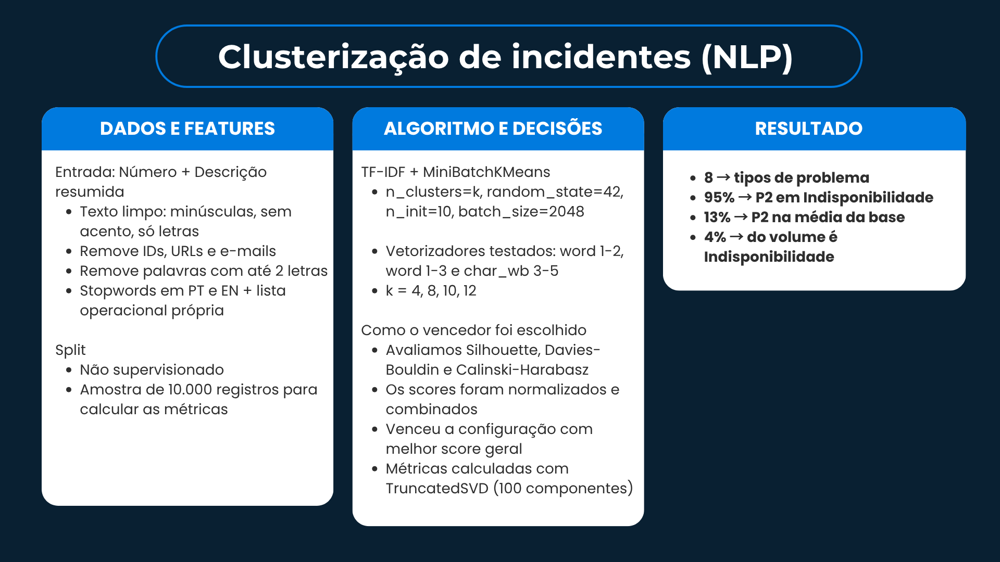 Clusterização de incidentes (NLP)
DADOS E FEATURES
Entrada: Número + Descrição
resumida
• Texto limpo: minúsculas, sem
acento, só letras
• Remove IDs, URLs e e-mails
• Remove palavras com até 2 letras
• Stopwords em PT e EN + lista
operacional própria
Split
• Não supervisionado
• Amostra de 10.000 registros para
calcular as métricas
ALGORITMO E DECISÕES
TF-IDF + MiniBatchKMeans
• n_clusters=k, random_state=42,
n_init=10, batch_size=2048
• Vetorizadores testados: word 1-2,
word 1-3 e char_wb 3-5
• k = 4, 8, 10, 12
Como o vencedor foi escolhido
• Avaliamos Silhouette, Davies-
Bouldin e Calinski-Harabasz
• Os scores foram normalizados e
combinados
• Venceu a configuração com
melhor score geral
• Métricas calculadas com
TruncatedSVD (100 componentes)
RESULTADO
• 8 → tipos de problema
• 95% → P2 em Indisponibilidade
• 13% → P2 na média da base
• 4% → do volume é
Indisponibilidade